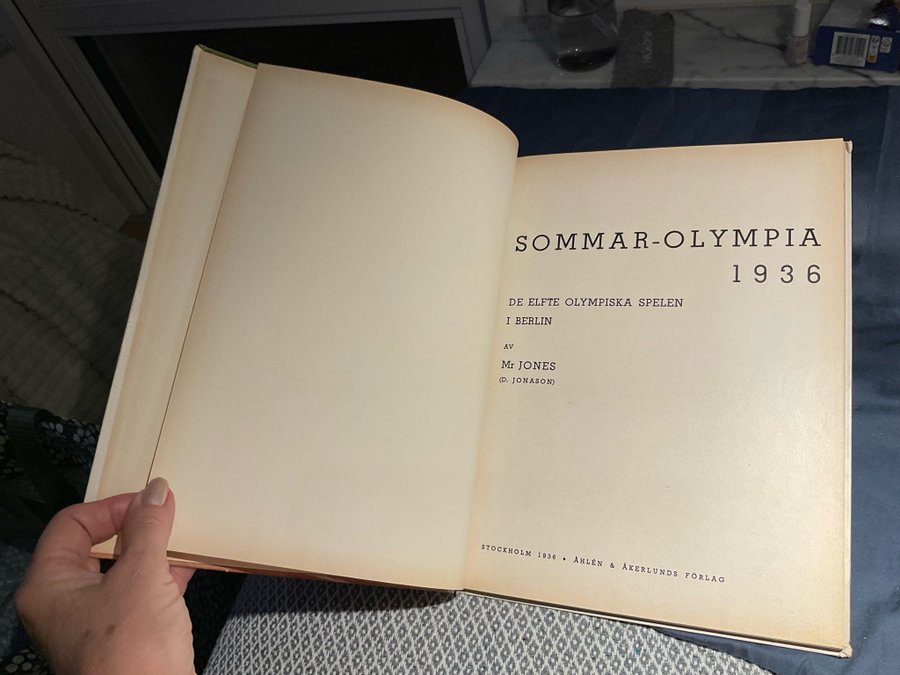 SOMMAR-OLYMPIA
1936
DE ELFTE OLYMPISKA SPELEN
I BERLIN
AV
Mr JONES
(D. JONASON)
STOCKHOLM 1936 • ÅHLÉN & ÅKERLUNDS FÖRLAG